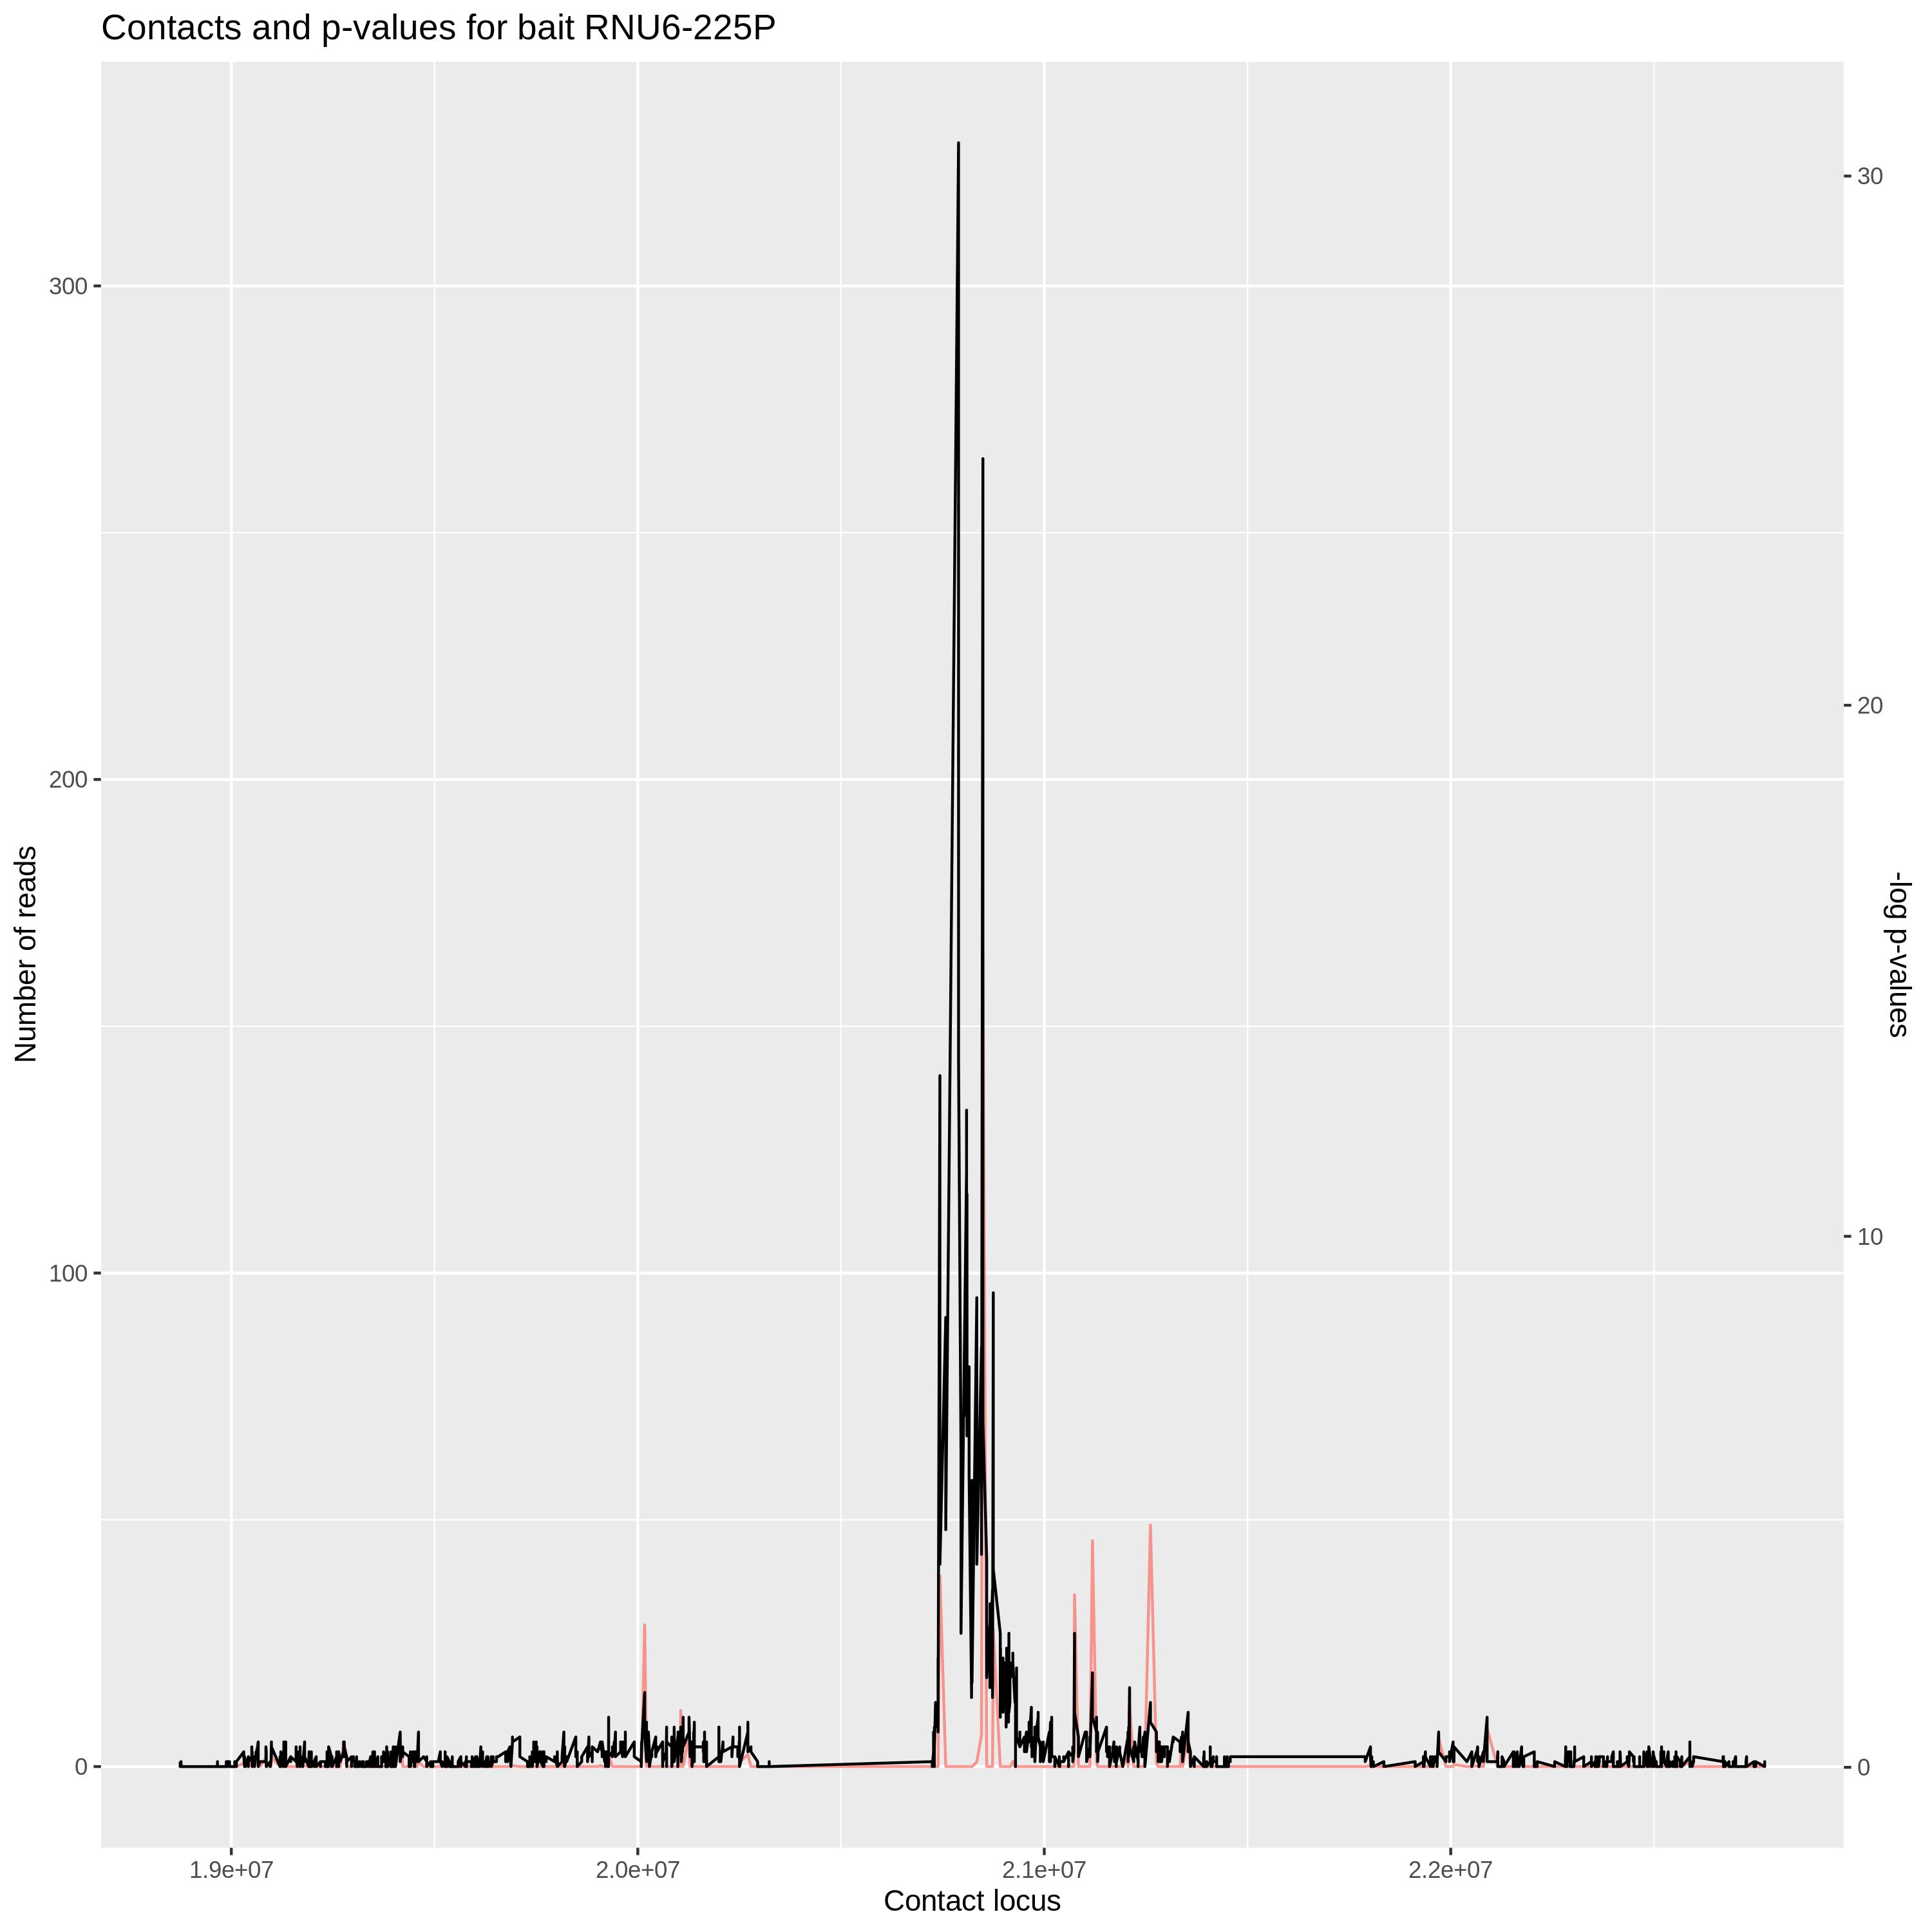 Contacts and p-values for bait RNU6-225P
300
200
100
0
Number of reads
30
20
10
0
-log p-values
1.9e+07
2.0e+07
2.1e+07
2.2e+07
Contact locus